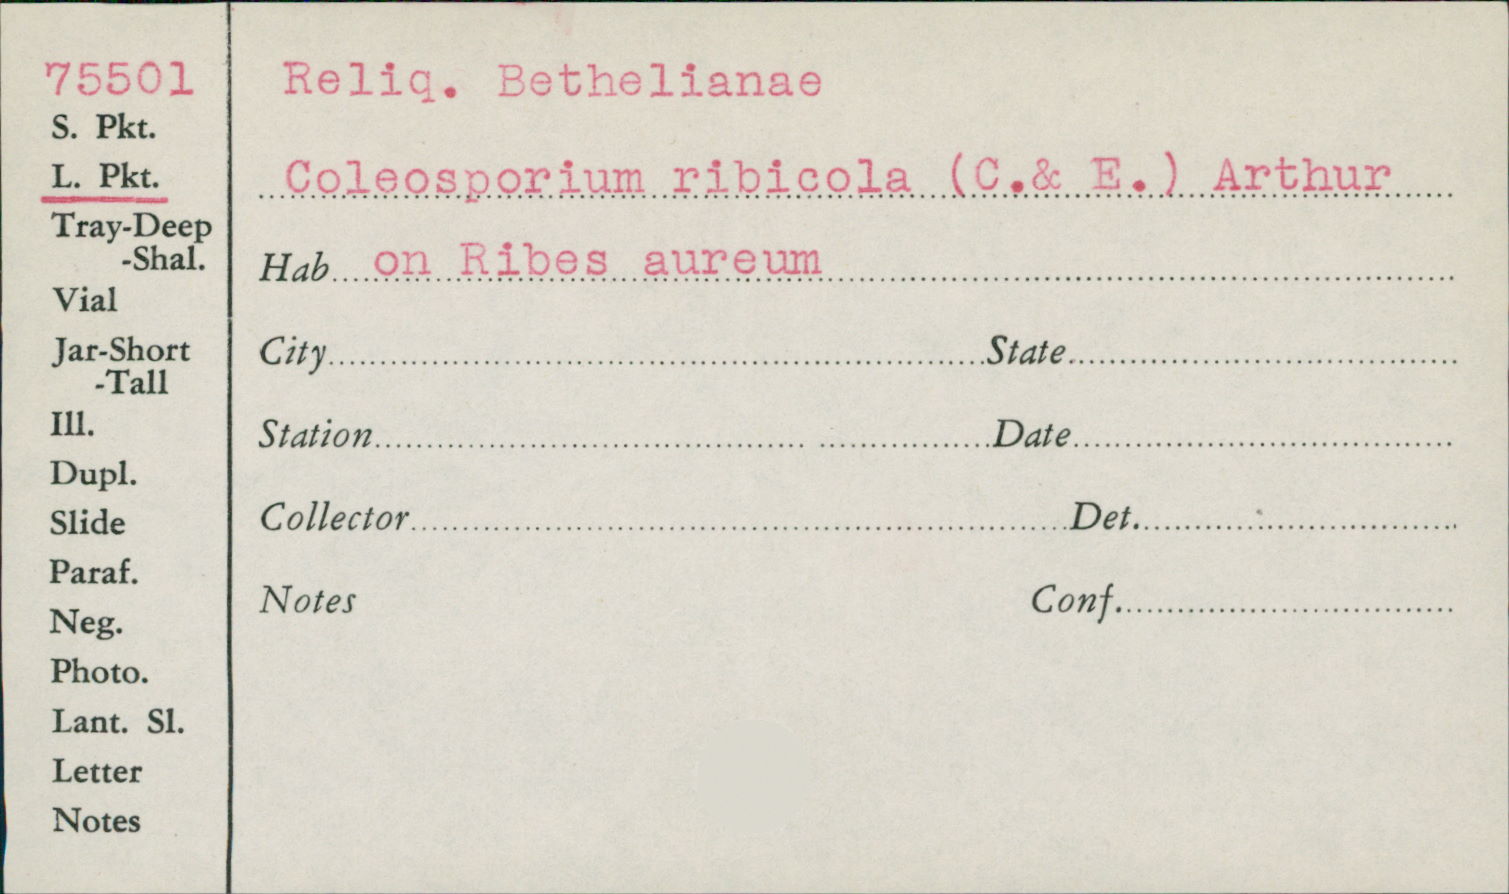 75501
S. Pkt.
L. Pkt.
Tray-Deep
-Shal.
Vial
Jar-Short
-Tall
Ill.
Dupl.
Slide
Paraf.
Neg.
Photo.
Lant. Sl.
Letter
Notes
Reliq. Bethelianae
Coleosporium ribicola (C.& E.) Arthur
Hab. on Ribes aureum
City
State
Station
Date
Collector
Det.
Notes
Conf.